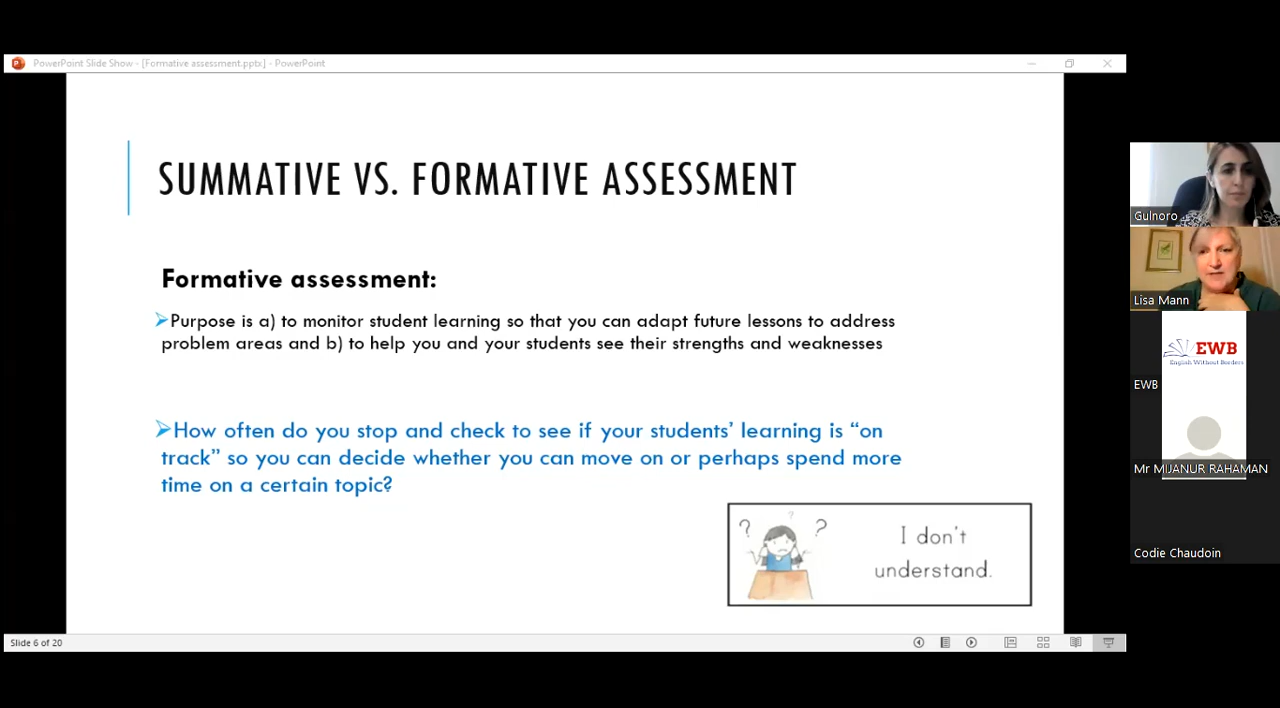 PowerPoint Slide Show - [Formative assessment.pptx] - PowerPoint
SUMMATIVE VS. FORMATIVE ASSESSMENT
Formative assessment:
Purpose is a) to monitor student learning so that you can adapt future lessons to address
problem areas and b) to help you and your students see their strengths and weaknesses
How often do you stop and check to see if your students’ learning is “on
track” so you can decide whether you can move on or perhaps spend more
time on a certain topic?
? ? ?
I don't
understand.
Slide 6 of 20
Gulnoro
Lisa Mann
EWB
English Without Borders
EWB
Mr MIJANUR RAHAMAN
Codie Chaudoin